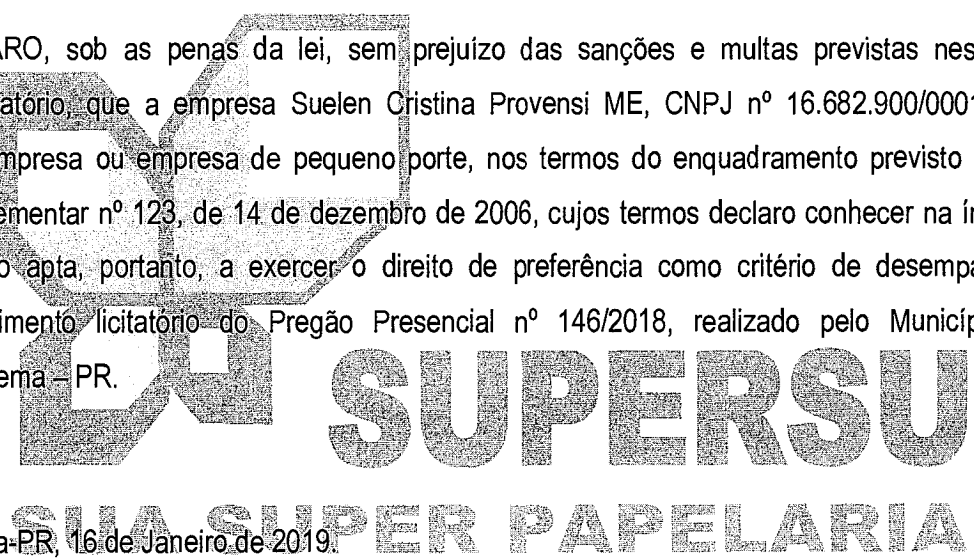 ARO, sob as penas da lei, sem prejuízo das sanções e multas previstas nes
atório, que a empresa Suelen Cristina Provensi ME, CNPJ nº 16.682.900/0001
mpresa ou empresa de pequeno porte, nos termos do enquadramento previsto
ementar nº 123, de 14 de dezembro de 2006, cujos termos declaro conhecer na ín
o apta, portanto, a exercer o direito de preferência como critério de desempa
imento licitatório do Pregão Presencial nº 146/2018, realizado pelo Municíp
ema – PR.
SUPERSU
SUA SUPER PAPELARIA
a-PR, 16 de Janeiro de 2019.